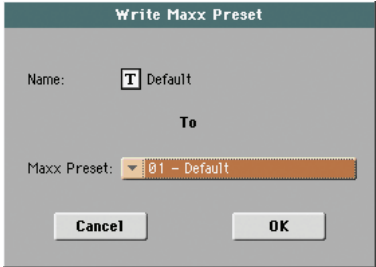 Write Maxx Preset
Name: T Default
To
Maxx Preset: 01 - Default
Cancel OK